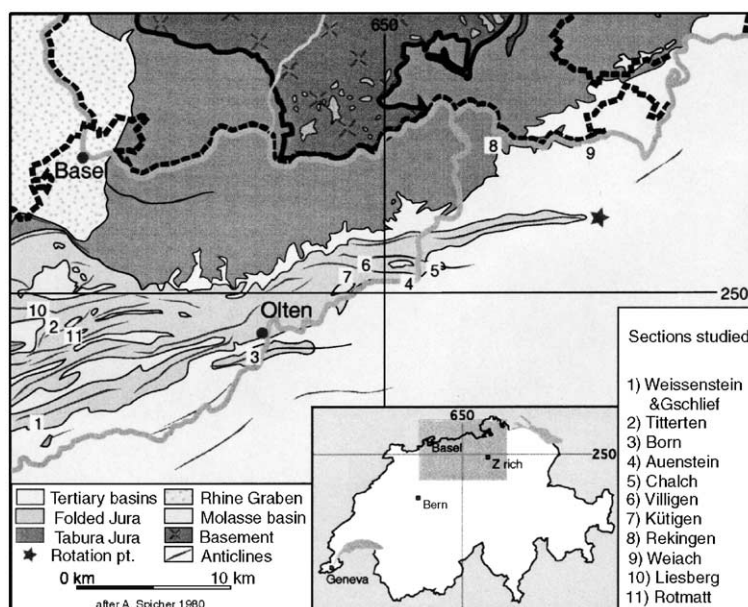 650
Basel
8
9
6
7
5
4
250
10
2
11
Olten
3
1
Sections studied
1) Weissenstein
&Gschlief
2) Titterten
3) Born
4) Auenstein
5) Chalch
6) Villigen
7) Kütigen
8) Rekingen
9) Weiach
10) Liesberg
11) Rotmatt
650
Basel
250
Z rich
Bern
Geneva
Tertiary basins
Rhine Graben
Folded Jura
Molasse basin
Tabura Jura
Basement
Rotation pt.
Anticlines
0 km 10 km
after A. Spicher 1980